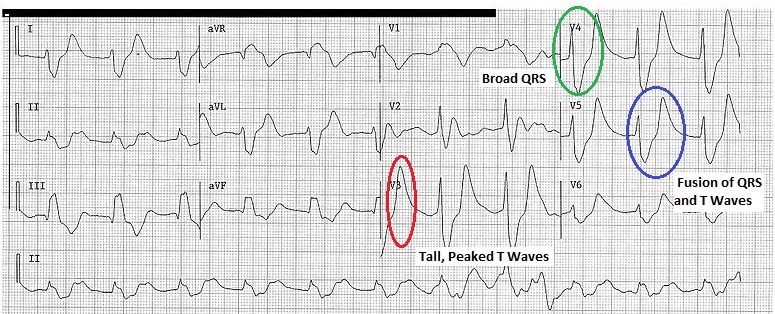 I
aVR
V1
V4
Broad QRS
II
aVL
V2
V5
III
aVF
V3
V6
Fusion of QRS
and T Waves
Tall, Peaked T Waves
II